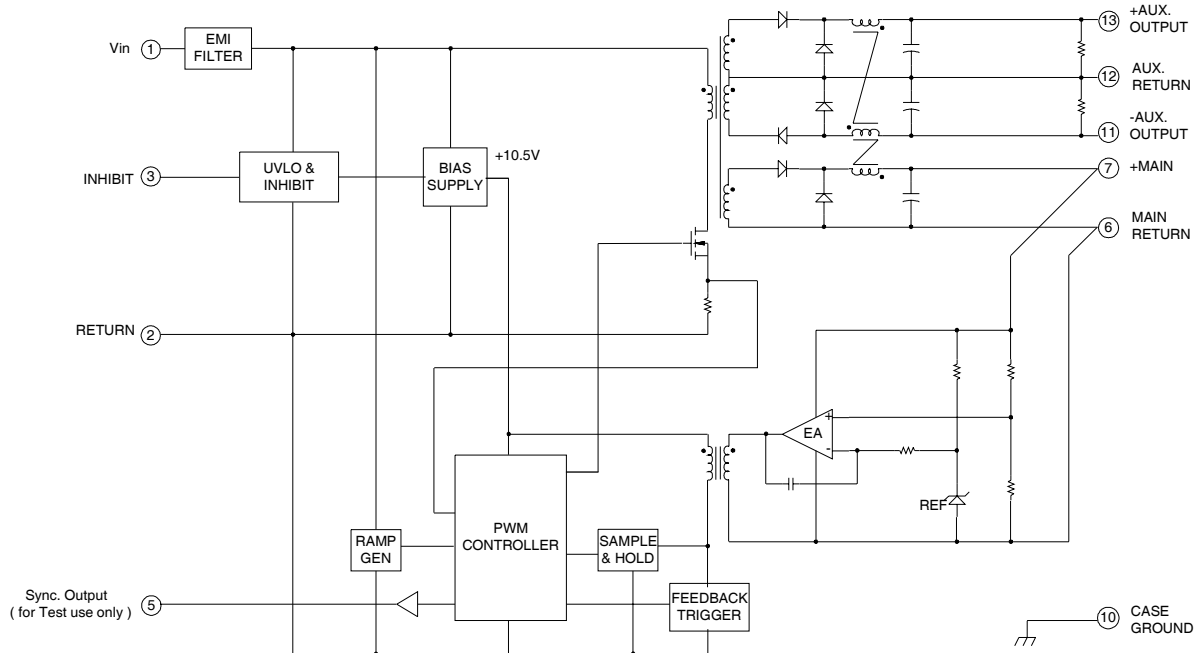 Vin
1
EMI
FILTER
13
+AUX.
OUTPUT
12
AUX.
RETURN
11
-AUX.
OUTPUT
INHIBIT
3
UVLO &
INHIBIT
BIAS
SUPPLY
+10.5V
7
+MAIN
6
MAIN
RETURN
RETURN
2
+
EA
-
REF
PWM
CONTROLLER
RAMP
GEN
SAMPLE
& HOLD
FEEDBACK
TRIGGER
Sync. Output
( for Test use only )
5
10
CASE
GROUND